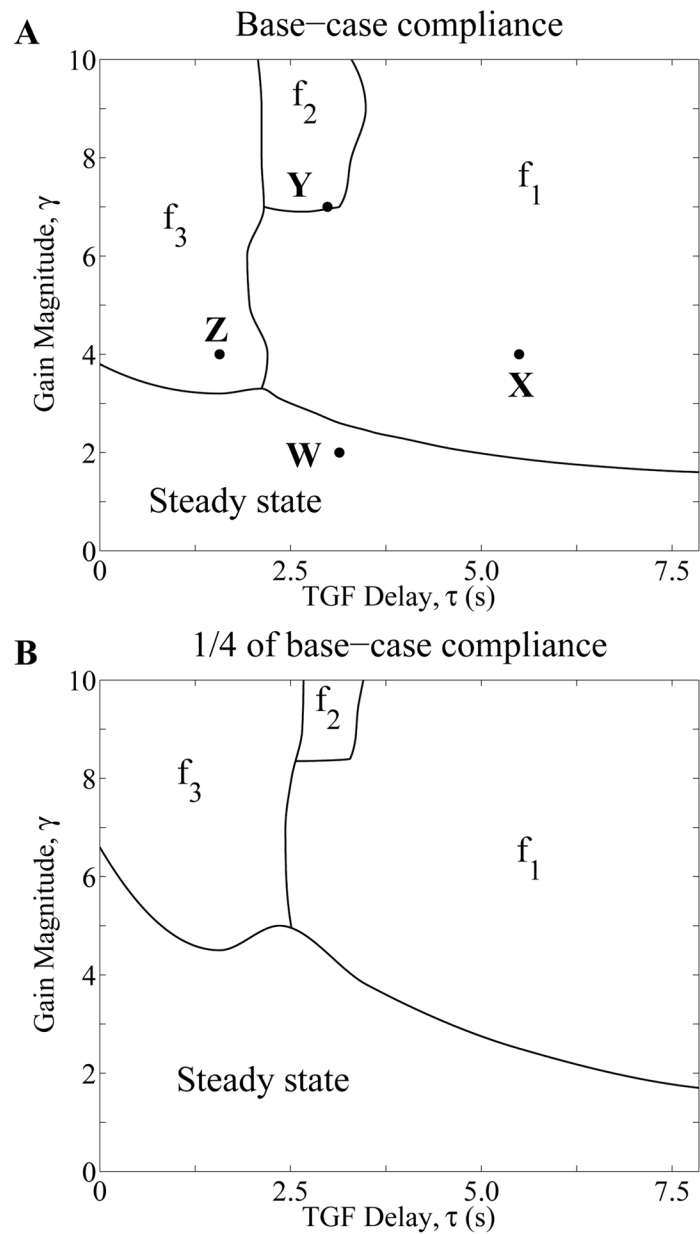 A
Base−case compliance
10
f2
8
Y
f1
f3
6
Gain Magnitude, γ
Z
4
X
W
2
Steady state
0
0 2.5 5.0 7.5
TGF Delay, τ (s)
B
1/4 of base−case compliance
10
f2
f3
8
f1
6
Gain Magnitude, γ
4
2
Steady state
0
0 2.5 5.0 7.5
TGF Delay, τ (s)